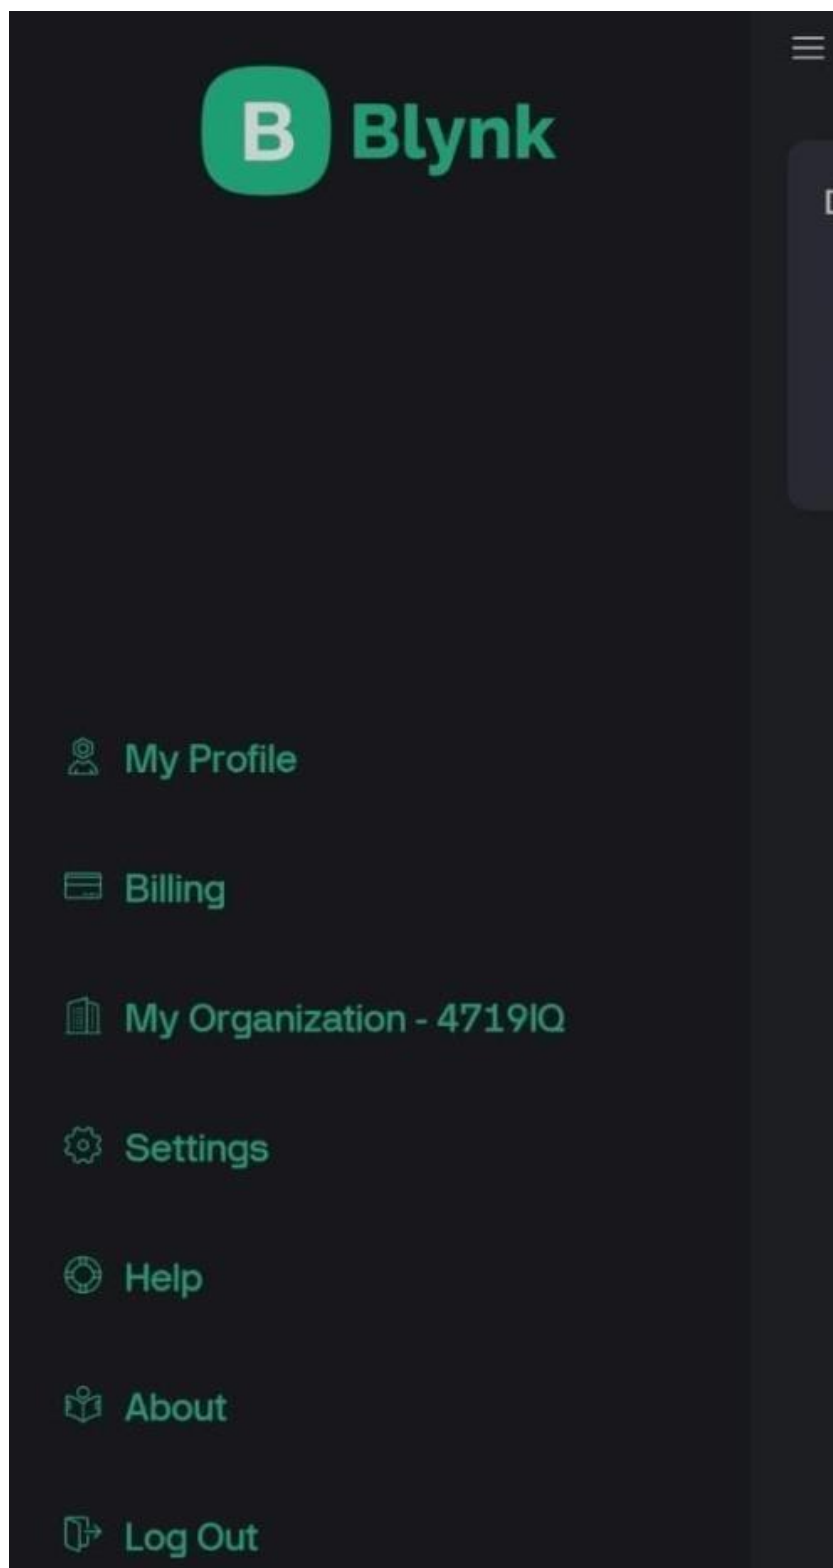 B Blynk
My Profile
Billing
My Organization - 4719IQ
Settings
Help
About
Log Out